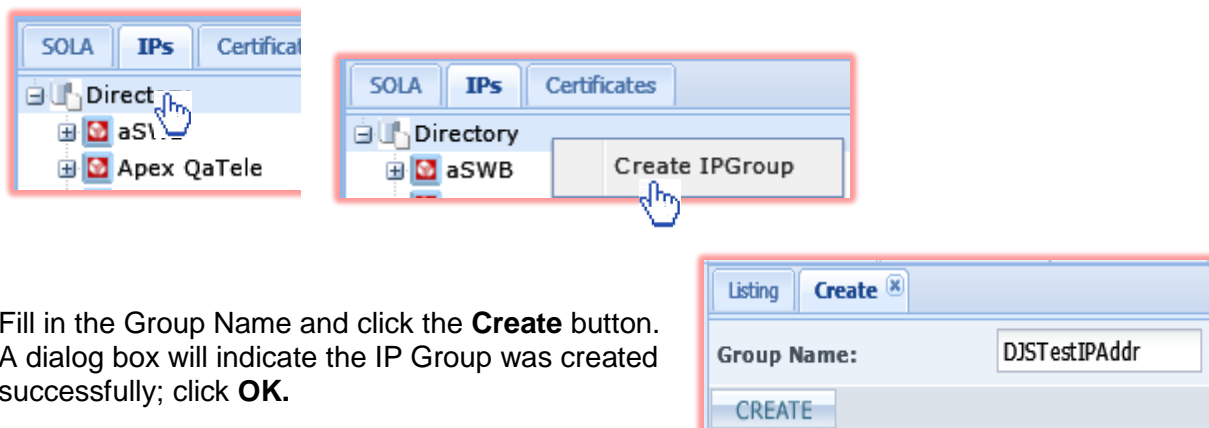 SOLA IPs
Direct
Apex QaTele
SOLA IPs Certificates
Directory
aSWB
Create IPGroup
Fill in the Group Name and click the Create button.
A dialog box will indicate the IP Group was created
successfully; click OK.
Listing Create
Group Name: DJSTestIPAddr
CREATE